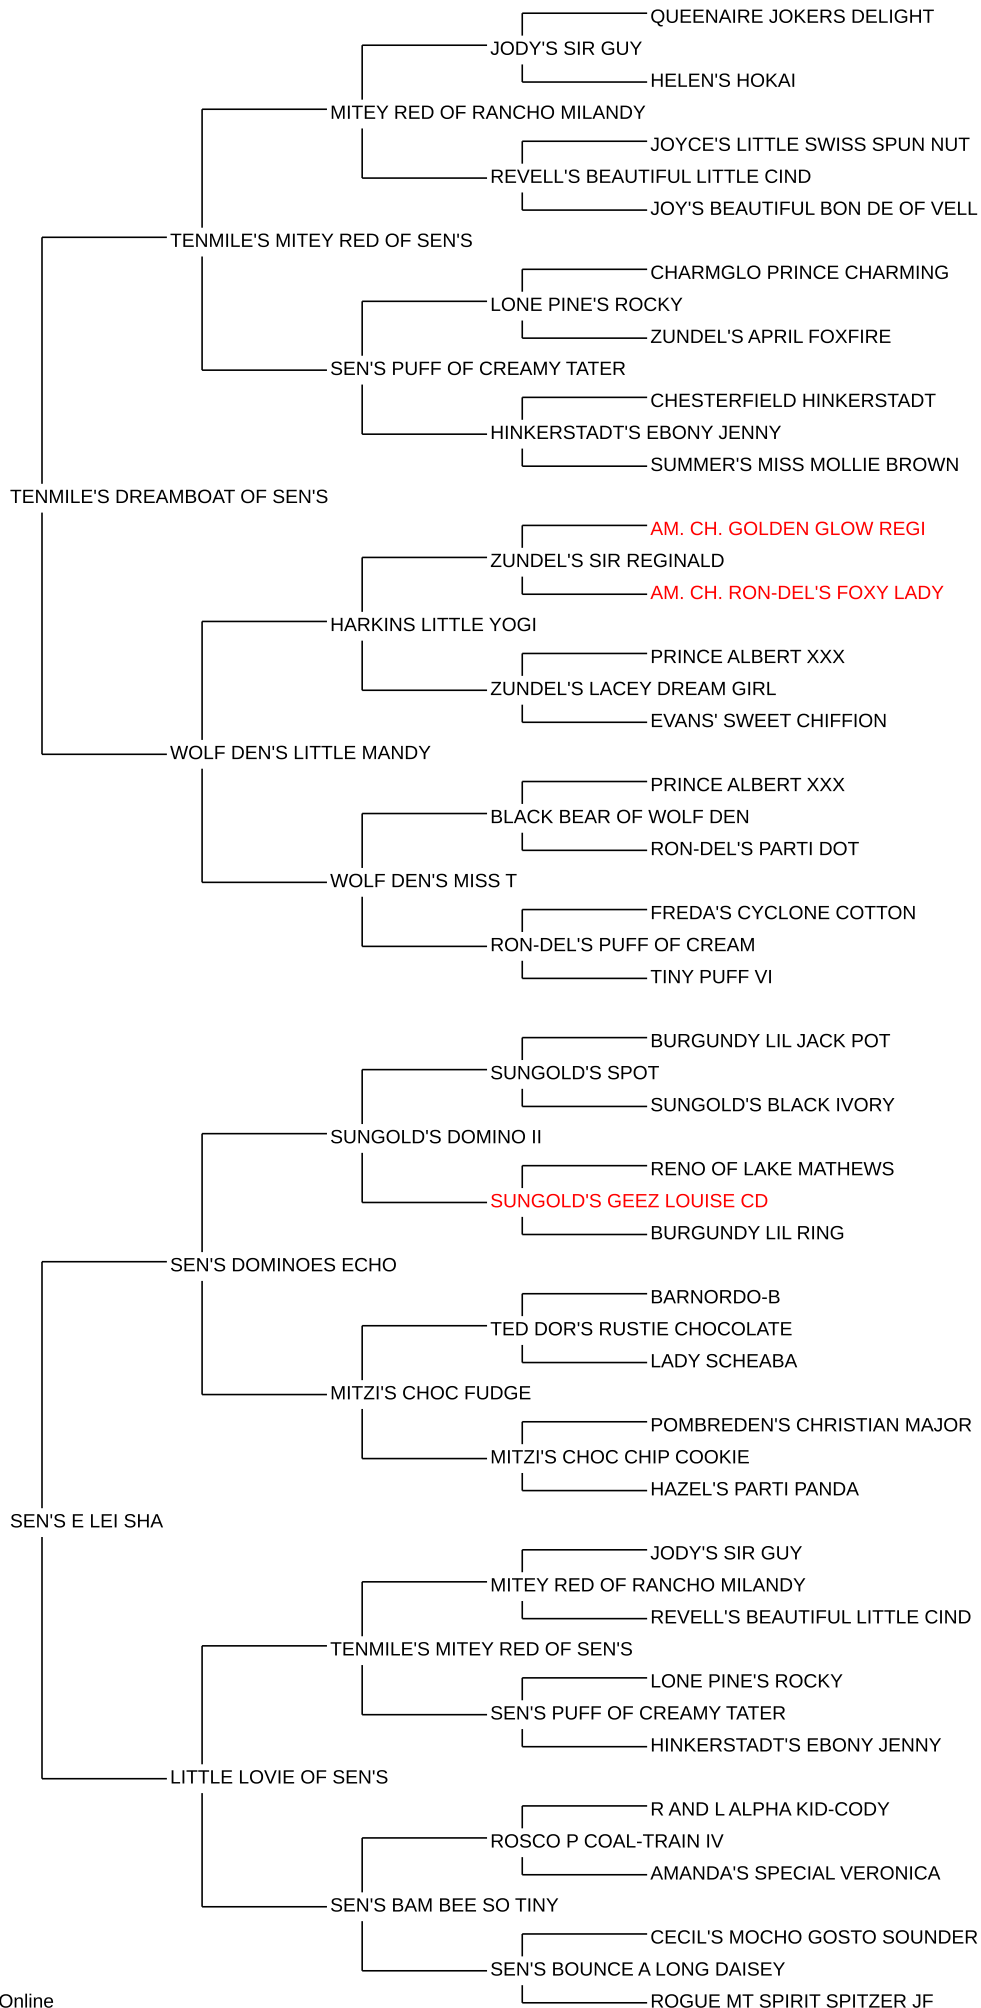 QUEENAIRE JOKERS DELIGHT
JODY'S SIR GUY
HELEN'S HOKAI
MITEY RED OF RANCHO MILANDY
JOYCE'S LITTLE SWISS SPUN NUT
REVELL'S BEAUTIFUL LITTLE CIND
JOY'S BEAUTIFUL BON DE OF VELL
TENMILE'S MITEY RED OF SEN'S
CHARMGLO PRINCE CHARMING
LONE PINE'S ROCKY
ZUNDEL'S APRIL FOXFIRE
SEN'S PUFF OF CREAMY TATER
CHESTERFIELD HINKERSTADT
HINKERSTADT'S EBONY JENNY
SUMMER'S MISS MOLLIE BROWN
TENMILE'S DREAMBOAT OF SEN'S
AM. CH. GOLDEN GLOW REGI
ZUNDEL'S SIR REGINALD
AM. CH. RON-DEL'S FOXY LADY
HARKINS LITTLE YOGI
PRINCE ALBERT XXX
ZUNDEL'S LACEY DREAM GIRL
EVANS' SWEET CHIFFION
WOLF DEN'S LITTLE MANDY
PRINCE ALBERT XXX
BLACK BEAR OF WOLF DEN
RON-DEL'S PARTI DOT
WOLF DEN'S MISS T
FREDA'S CYCLONE COTTON
RON-DEL'S PUFF OF CREAM
TINY PUFF VI
BURGUNDY LIL JACK POT
SUNGOLD'S SPOT
SUNGOLD'S BLACK IVORY
SUNGOLD'S DOMINO II
RENO OF LAKE MATHEWS
SUNGOLD'S GEEZ LOUISE CD
BURGUNDY LIL RING
SEN'S DOMINOES ECHO
BARNORDO-B
TED DOR'S RUSTIE CHOCOLATE
LADY SCHEABA
MITZI'S CHOC FUDGE
POMBREDEN'S CHRISTIAN MAJOR
MITZI'S CHOC CHIP COOKIE
HAZEL'S PARTI PANDA
SEN'S E LEI SHA
JODY'S SIR GUY
MITEY RED OF RANCHO MILANDY
REVELL'S BEAUTIFUL LITTLE CIND
TENMILE'S MITEY RED OF SEN'S
LONE PINE'S ROCKY
SEN'S PUFF OF CREAMY TATER
HINKERSTADT'S EBONY JENNY
LITTLE LOVIE OF SEN'S
R AND L ALPHA KID-CODY
ROSCO P COAL-TRAIN IV
AMANDA'S SPECIAL VERONICA
SEN'S BAM BEE SO TINY
CECIL'S MOCHO GOSTO SOUNDER
SEN'S BOUNCE A LONG DAISEY
ROGUE MT SPIRIT SPITZER JF
Online